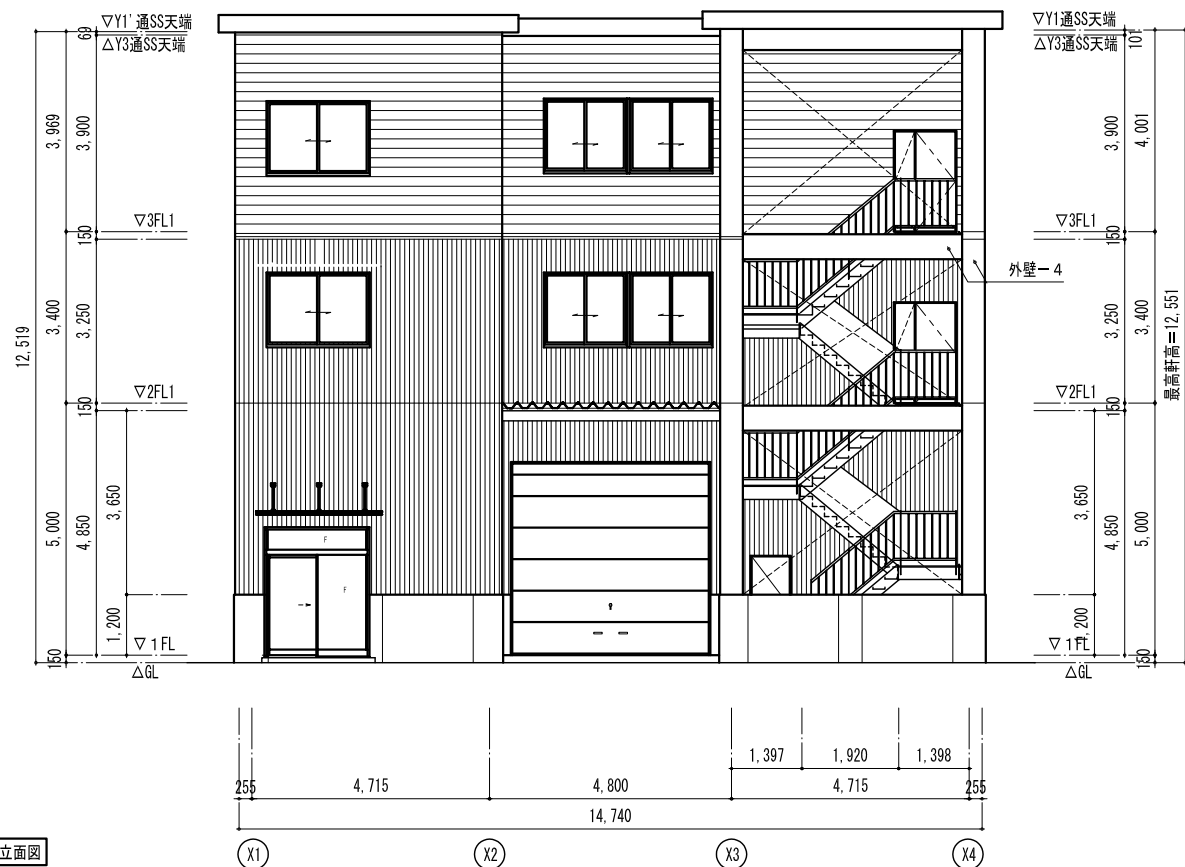 ▽Y1'通SS天端
△Y3通SS天端
69
3,969
3,900
▽3FL1
150
3,400
3,250
12,519
▽2FL1
150
5,000
4,850
3,650
1,200
▽1FL
150
△GL
▽Y1通SS天端
△Y3通SS天端
101
3,900
4,001
▽3FL1
150
外壁－4
3,250
3,400
最高軒高=12,551
▽2FL1
150
3,650
4,850
5,000
1,200
▽1FL
150
△GL
F
F
1,397
1,920
1,398
255
4,715
4,800
4,715
255
14,740
X1
X2
X3
X4
立面図